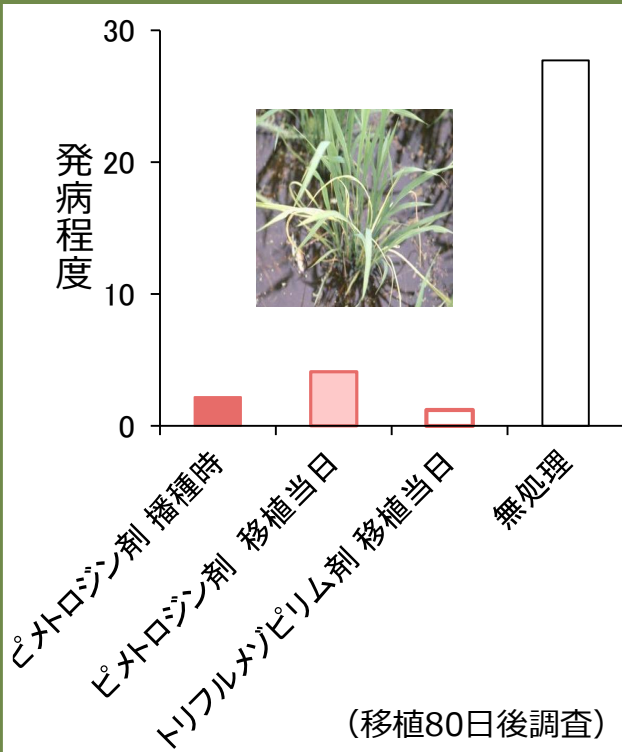 30
発病程度
20
10
0
ピメトロジン剤 播種時
ピメトロジン剤 移植当日
トリフルメゾピリム剤 移植当日
無処理
（移植80日後調査）